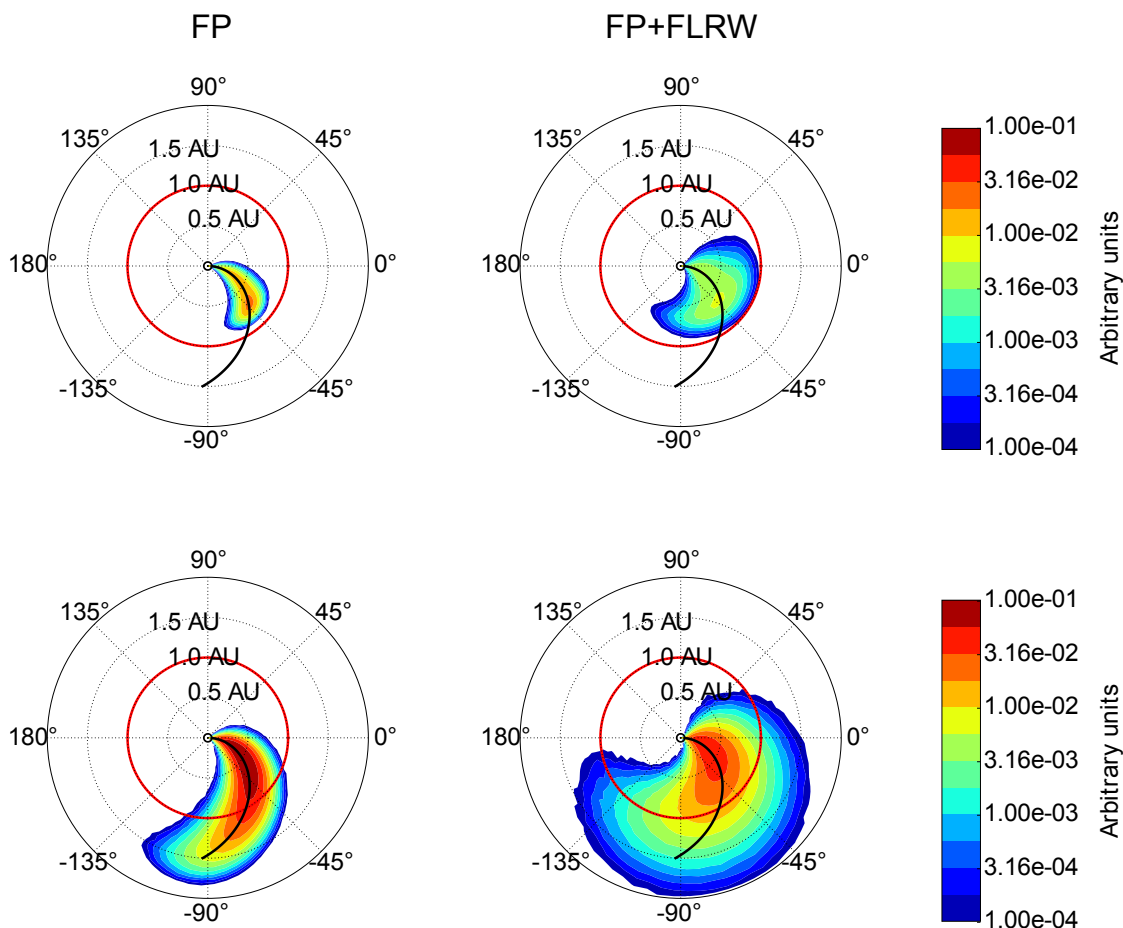 FP FP+FLRW
90° 90°
135° 45° 135° 45°
1.5 AU 1.5 AU
1.0 AU 1.0 AU
0.5 AU 0.5 AU
180° 0° 180° 0°
-135° -45° -135° -45°
-90° -90°
1.00e-01
3.16e-02
1.00e-02
3.16e-03
1.00e-03
3.16e-04
1.00e-04
Arbitrary units
90° 90°
135° 45° 135° 45°
1.5 AU 1.5 AU
1.0 AU 1.0 AU
0.5 AU 0.5 AU
180° 0° 180° 0°
-135° -45° -135° -45°
-90° -90°
1.00e-01
3.16e-02
1.00e-02
3.16e-03
1.00e-03
3.16e-04
1.00e-04
Arbitrary units